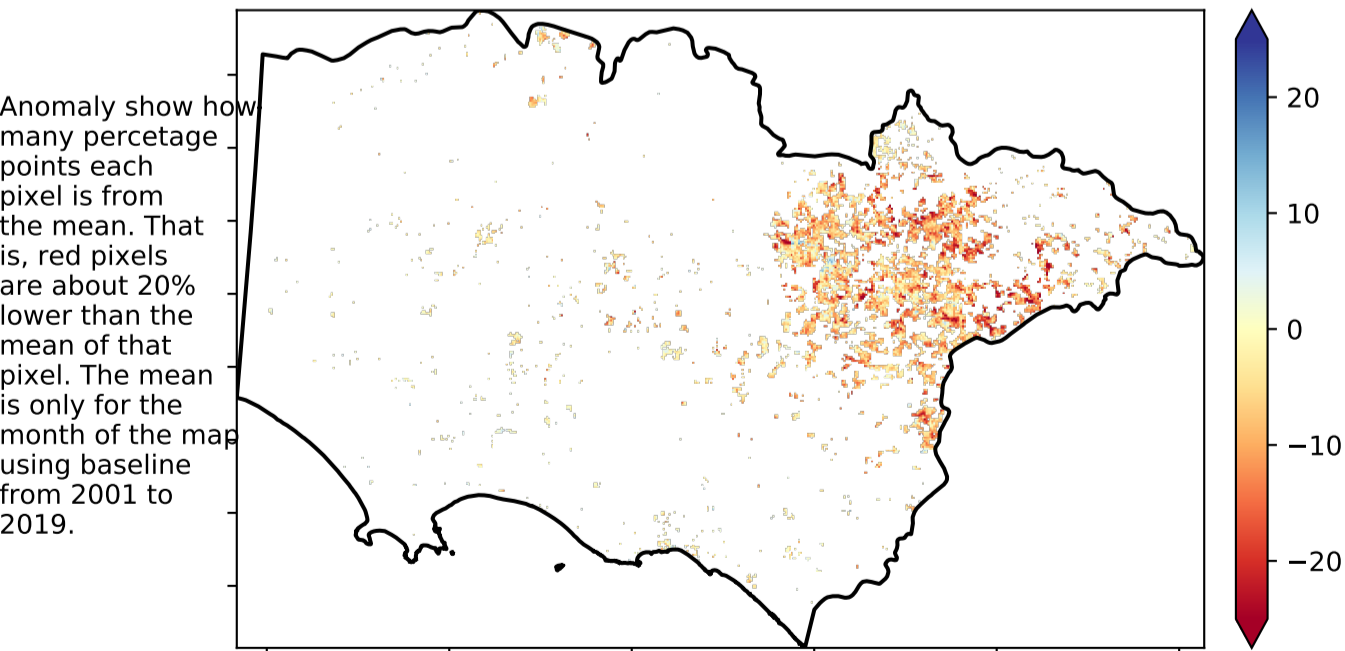 Anomaly show how
many percetage
points each
pixel is from
the mean. That
is, red pixels
are about 20%
lower than the
mean of that
pixel. The mean
is only for the
month of the map
using baseline
from 2001 to
2019.
20
10
0
−10
−20